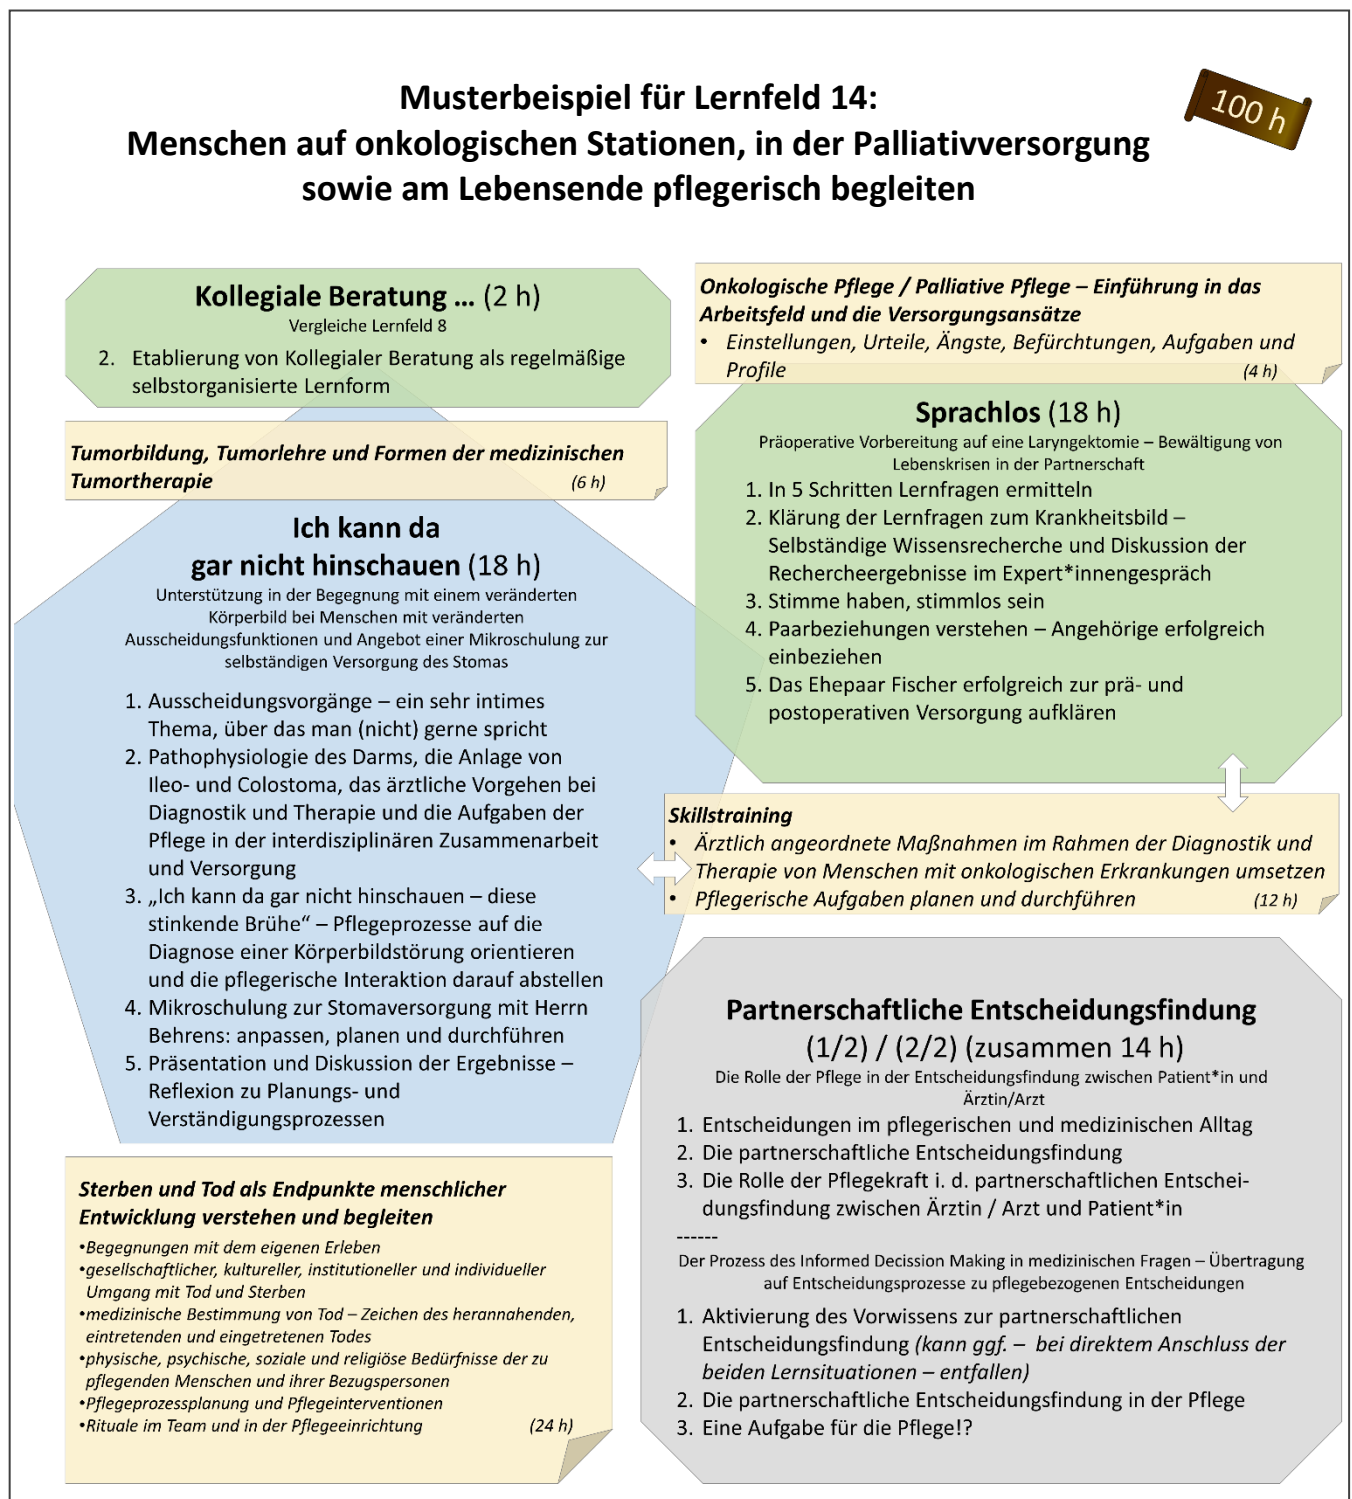 Musterbeispiel für Lernfeld 14:
Menschen auf onkologischen Stationen, in der Palliativversorgung
sowie am Lebensende pflegerisch begleiten
100 h
Kollegiale Beratung ... (2 h)
Vergleiche Lernfeld 8
2. Etablierung von Kollegialer Beratung als regelmäßige
selbstorganisierte Lernform
Onkologische Pflege / Palliative Pflege – Einführung in das
Arbeitsfeld und die Versorgungsansätze
• Einstellungen, Urteile, Ängste, Befürchtungen, Aufgaben und
Profile (4 h)
Tumorbildung, Tumorlehre und Formen der medizinischen
Tumortherapie (6 h)
Sprachlos (18 h)
Präoperative Vorbereitung auf eine Laryngektomie – Bewältigung von
Lebenskrisen in der Partnerschaft
1. In 5 Schritten Lernfragen ermitteln
2. Klärung der Lernfragen zum Krankheitsbild –
Selbständige Wissensrecherche und Diskussion der
Rechercheergebnisse im Expert*innengespräch
3. Stimme haben, stimmlos sein
4. Paarbeziehungen verstehen – Angehörige erfolgreich
einbeziehen
5. Das Ehepaar Fischer erfolgreich zur prä- und
postoperativen Versorgung aufklären
Ich kann da
gar nicht hinschauen (18 h)
Unterstützung in der Begegnung mit einem veränderten
Körperbild bei Menschen mit veränderten
Ausscheidungsfunktionen und Angebot einer Mikroschulung zur
selbständigen Versorgung des Stomas
1. Ausscheidungsvorgänge – ein sehr intimes
Thema, über das man (nicht) gerne spricht
2. Pathophysiologie des Darms, die Anlage von
Ileo- und Colostoma, das ärztliche Vorgehen bei
Diagnostik und Therapie und die Aufgaben der
Pflege in der interdisziplinären Zusammenarbeit
und Versorgung
3. „Ich kann da gar nicht hinschauen – diese
stinkende Brühe“ – Pflegeprozesse auf die
Diagnose einer Körperbildstörung orientieren
und die pflegerische Interaktion darauf abstellen
4. Mikroschulung zur Stomaversorgung mit Herrn
Behrens: anpassen, planen und durchführen
5. Präsentation und Diskussion der Ergebnisse –
Reflexion zu Planungs- und
Verständigungsprozessen
Skillstraining
• Ärztlich angeordnete Maßnahmen im Rahmen der Diagnostik und
Therapie von Menschen mit onkologischen Erkrankungen umsetzen
• Pflegerische Aufgaben planen und durchführen (12 h)
Partnerschaftliche Entscheidungsfindung
(1/2) / (2/2) (zusammen 14 h)
Die Rolle der Pflege in der Entscheidungsfindung zwischen Patient*in und
Ärztin/Arzt
1. Entscheidungen im pflegerischen und medizinischen Alltag
2. Die partnerschaftliche Entscheidungsfindung
3. Die Rolle der Pflegekraft i. d. partnerschaftlichen Entschei-
dungsfindung zwischen Ärztin / Arzt und Patient*in
------
Der Prozess des Informed Decission Making in medizinischen Fragen – Übertragung
auf Entscheidungsprozesse zu pflegebezogenen Entscheidungen
1. Aktivierung des Vorwissens zur partnerschaftlichen
Entscheidungsfindung (kann ggf. – bei direktem Anschluss der
beiden Lernsituationen – entfallen)
2. Die partnerschaftliche Entscheidungsfindung in der Pflege
3. Eine Aufgabe für die Pflege!?
Sterben und Tod als Endpunkte menschlicher
Entwicklung verstehen und begleiten
•Begegnungen mit dem eigenen Erleben
•gesellschaftlicher, kultureller, institutioneller und individueller
Umgang mit Tod und Sterben
•medizinische Bestimmung von Tod – Zeichen des herannahenden,
eintretenden und eingetretenen Todes
•physische, psychische, soziale und religiöse Bedürfnisse der zu
pflegenden Menschen und ihrer Bezugspersonen
•Pflegeprozessplanung und Pflegeinterventionen
•Rituale im Team und in der Pflegeeinrichtung (24 h)